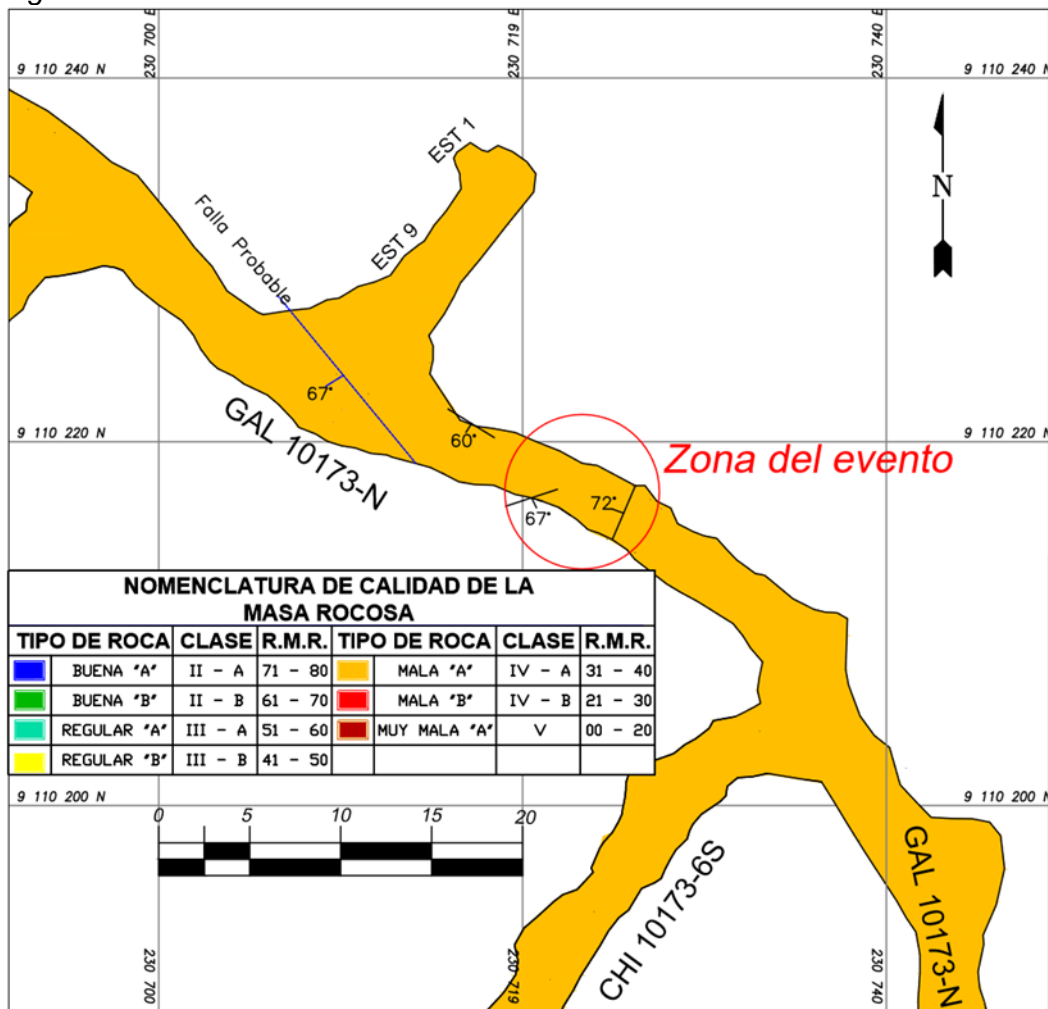 230 700 E
230 719 E
230 740 E
9 110 240 N
9 110 240 N
EST 1
EST 9
N
Falla Probable
67°
GAL 10173-N
60°
9 110 220 N
9 110 220 N
Zona del evento
72°
67°
NOMENCLATURA DE CALIDAD DE LA
MASA ROCOSA
TIPO DE ROCA CLASE R.M.R. TIPO DE ROCA CLASE R.M.R.
BUENA "A" II - A 71 - 80 MALA "A" IV - A 31 - 40
BUENA "B" II - B 61 - 70 MALA "B" IV - B 21 - 30
REGULAR "A" III - A 51 - 60 MUY MALA "A" V 00 - 20
REGULAR "B" III - B 41 - 50
9 110 200 N
9 110 200 N
0 5 10 15 20
CHI 10173-6S
GAL 10173-N
230 700
230 719
230 740